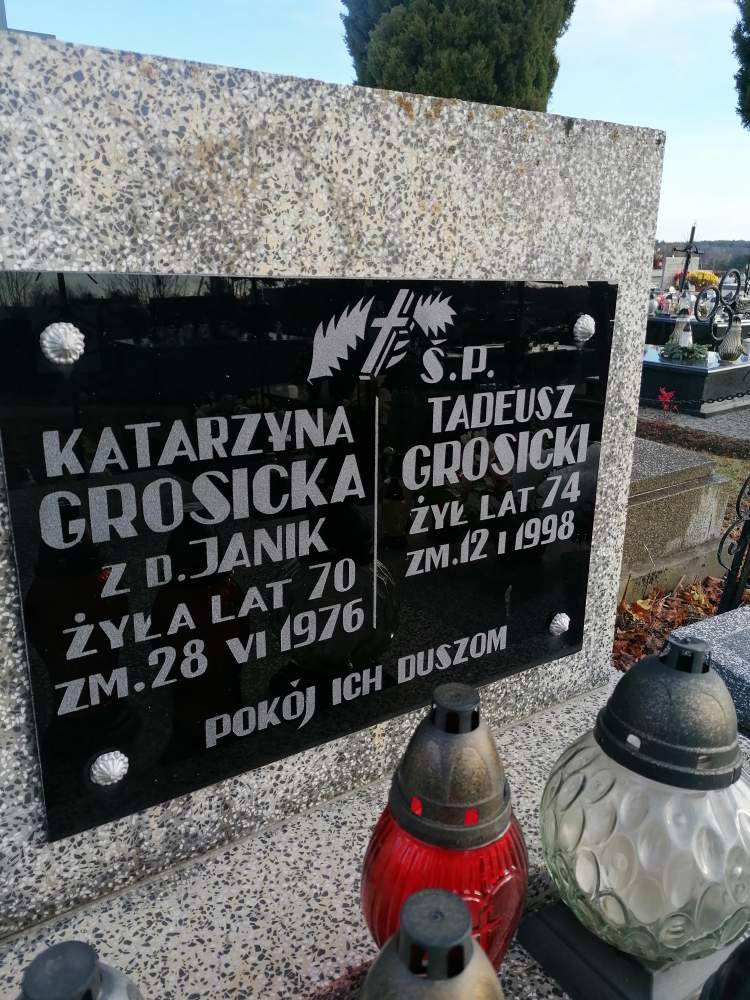 Ś.P.
KATARZYNA
GROSICKA
Z D. JANIK
ŻYŁA LAT 70
ZM. 28 VI 1976
TADEUSZ
GROSICKI
ŻYŁ LAT 74
ZM. 12 I 1998
POKÓJ ICH DUSZOM